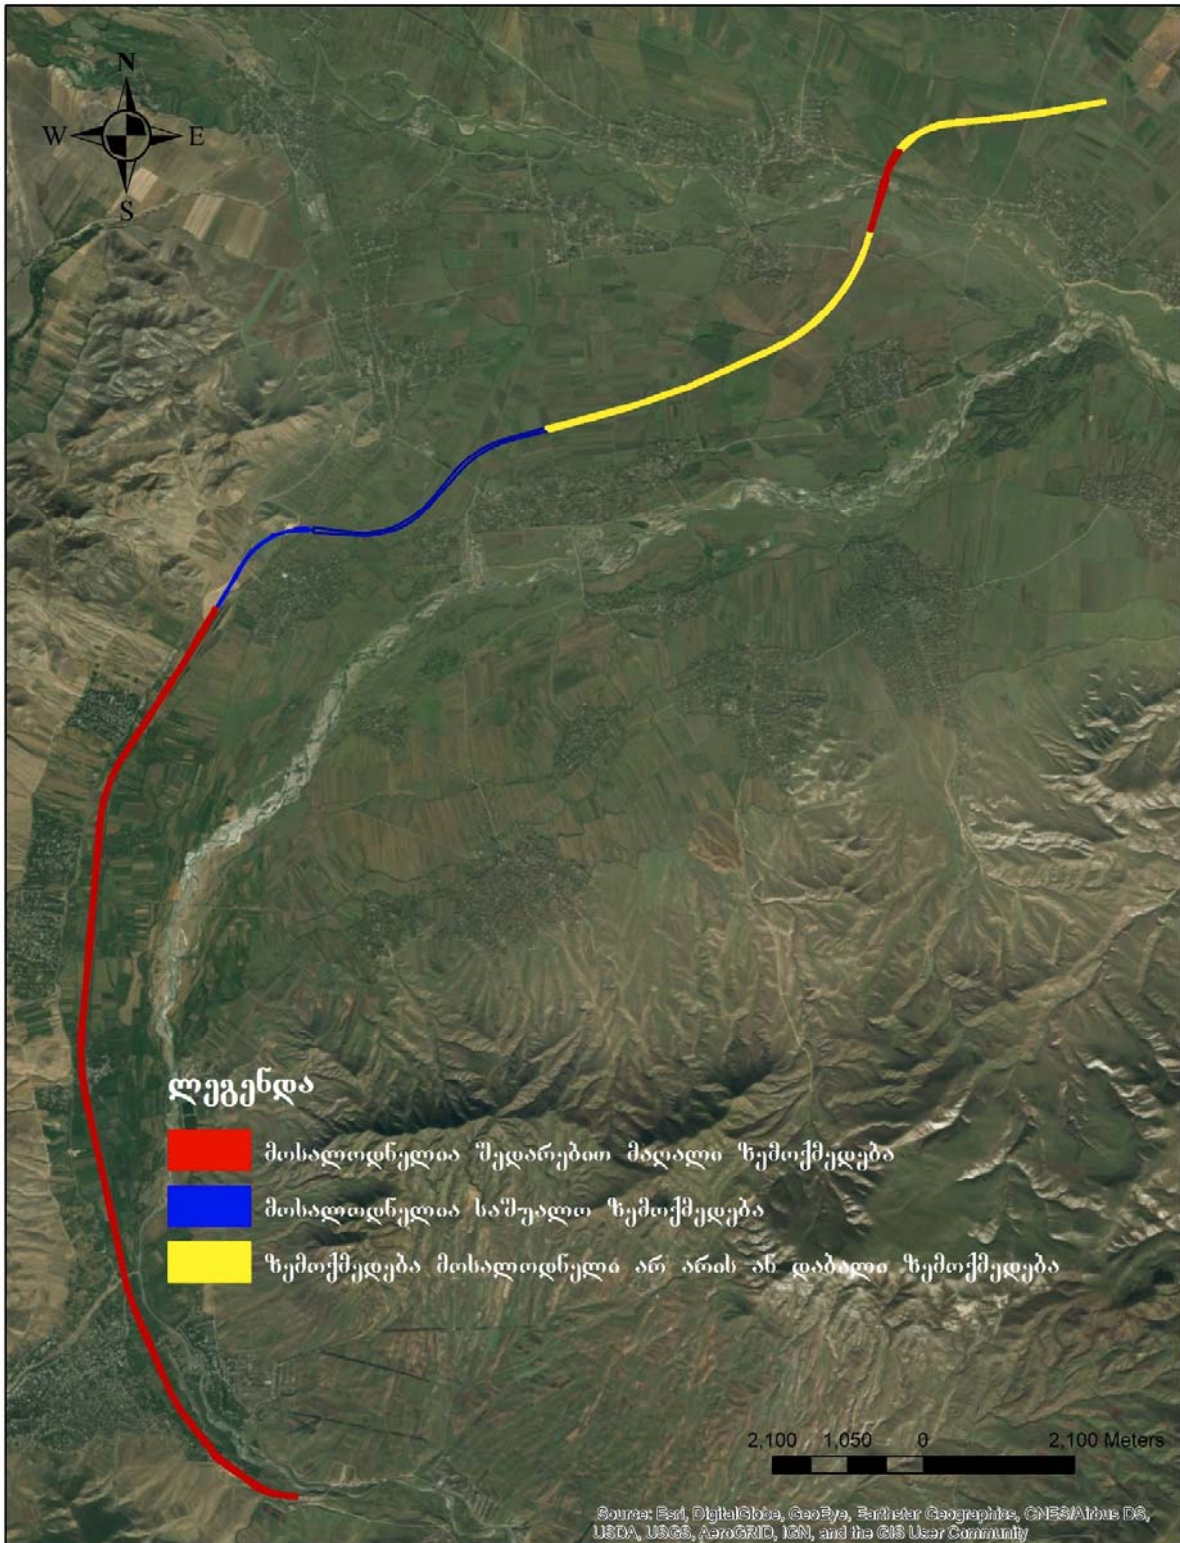 N
W E
S
ლეგენდა
მოსალოდნელია შედარებით მაღალი ზემოქმედება
მოსალოდნელია საშუალო ზემოქმედება
ზემოქმედება მოსალოდნელი არ არის ან დაბალი ზემოქმედება
2,100 1,050 0 2,100 Meters
Source: Esri, DigitalGlobe, GeoEye, Earthstar Geographics, CNES/Airbus DS,
USDA, USGS, AeroGRID, IGN, and the GIS User Community